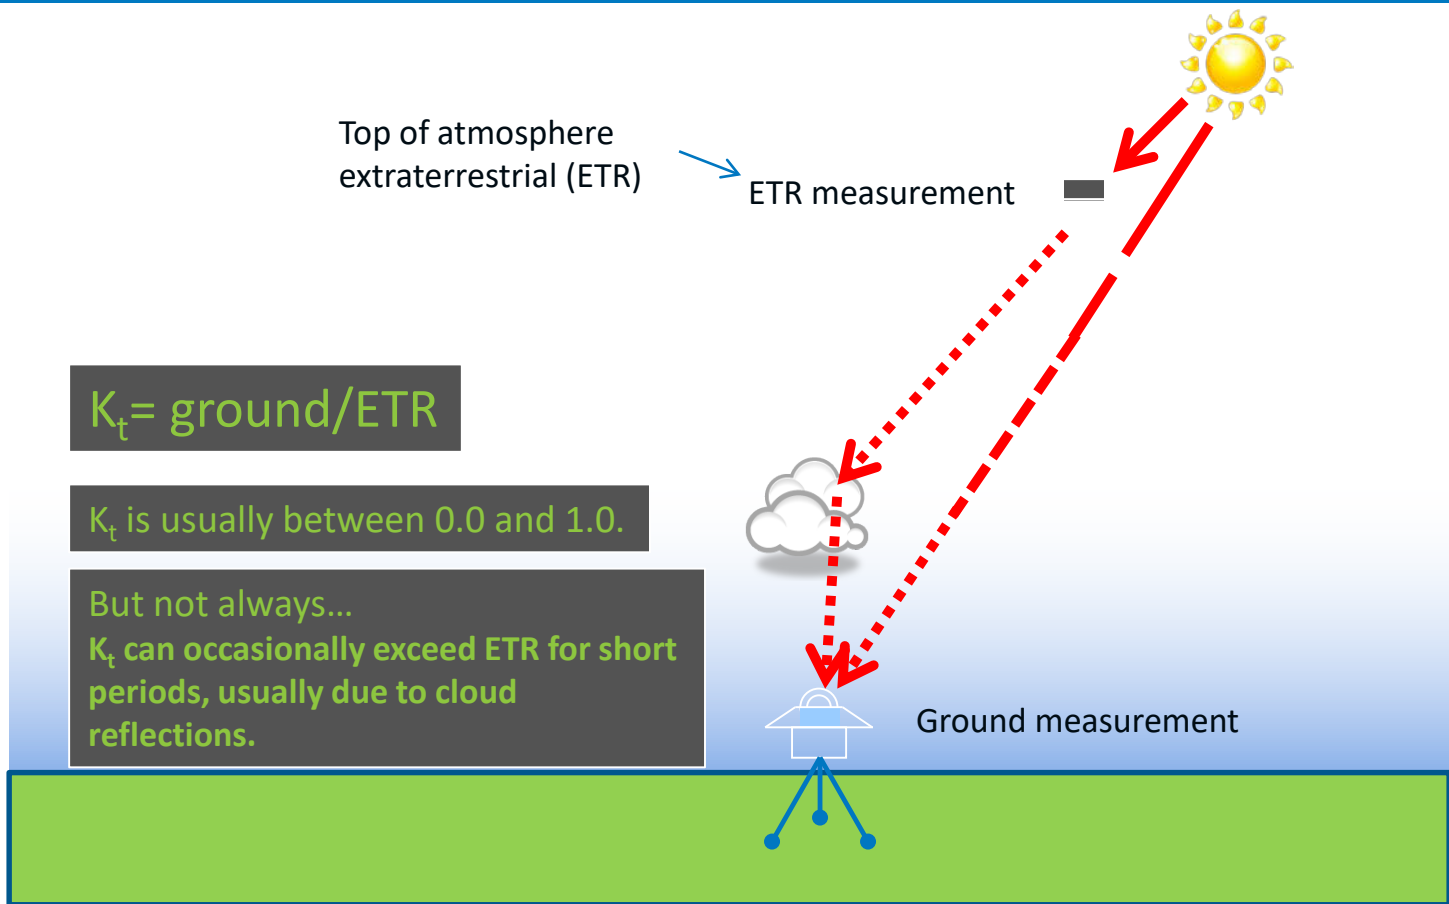 Top of atmosphere
extraterrestrial (ETR)
ETR measurement
Kt= ground/ETR
Kt is usually between 0.0 and 1.0.
But not always...
Kt can occasionally exceed ETR for short
periods, usually due to cloud
reflections.
Ground measurement